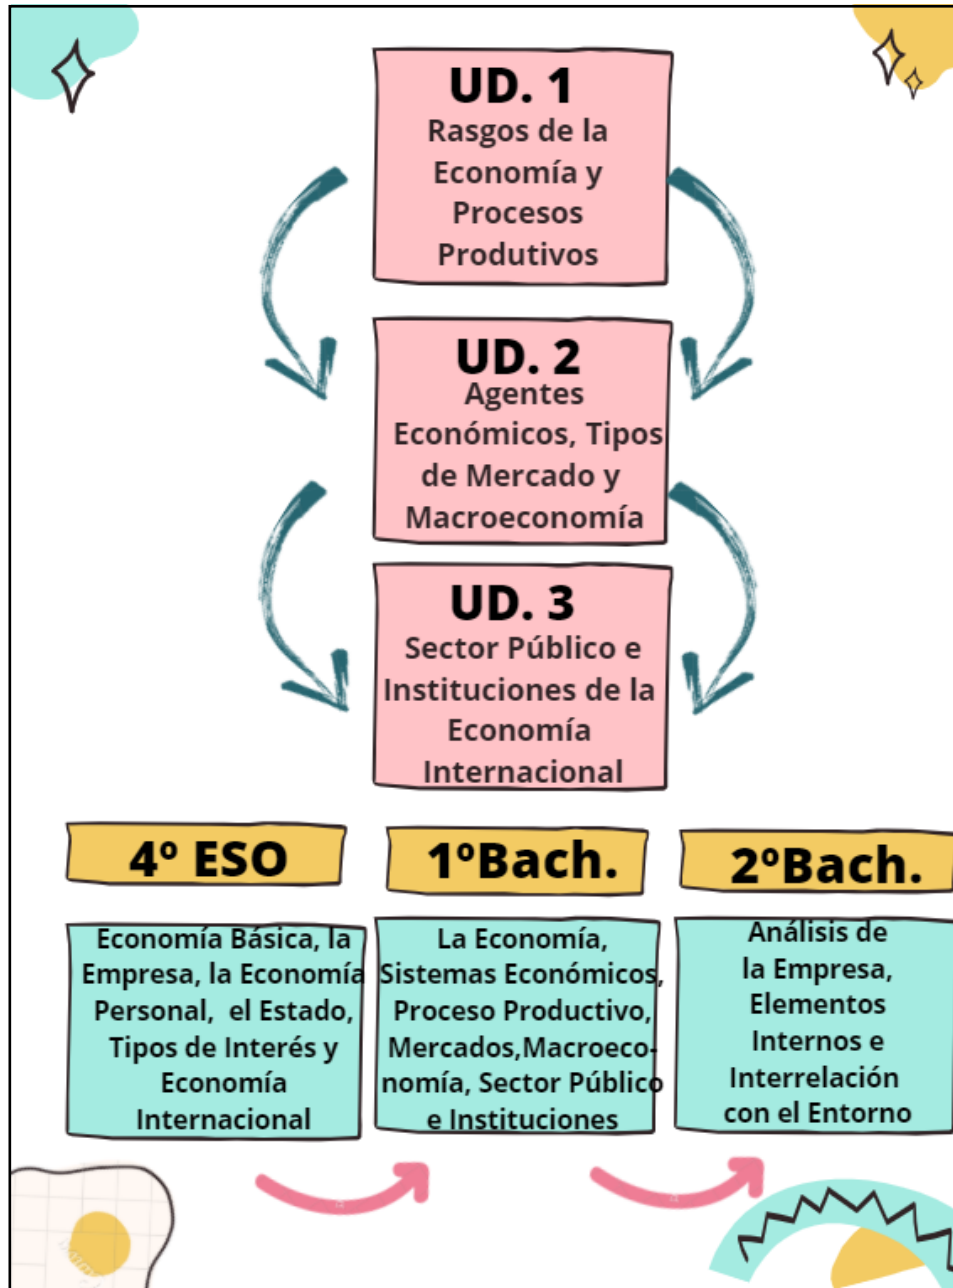 UD. 1
Rasgos de la
Economía y
Procesos
Produtivos
UD. 2
Agentes
Económicos, Tipos
de Mercado y
Macroeconomía
UD. 3
Sector Público e
Instituciones de la
Economía
Internacional
4º ESO
1ºBach.
2ºBach.
Economía Básica, la
Empresa, la Economía
Personal, el Estado,
Tipos de Interés y
Economía
Internacional
La Economía,
Sistemas Económicos,
Proceso Productivo,
Mercados,Macroeco-
nomía, Sector Público
e Instituciones
Análisis de
la Empresa,
Elementos
Internos e
Interrelación
con el Entorno